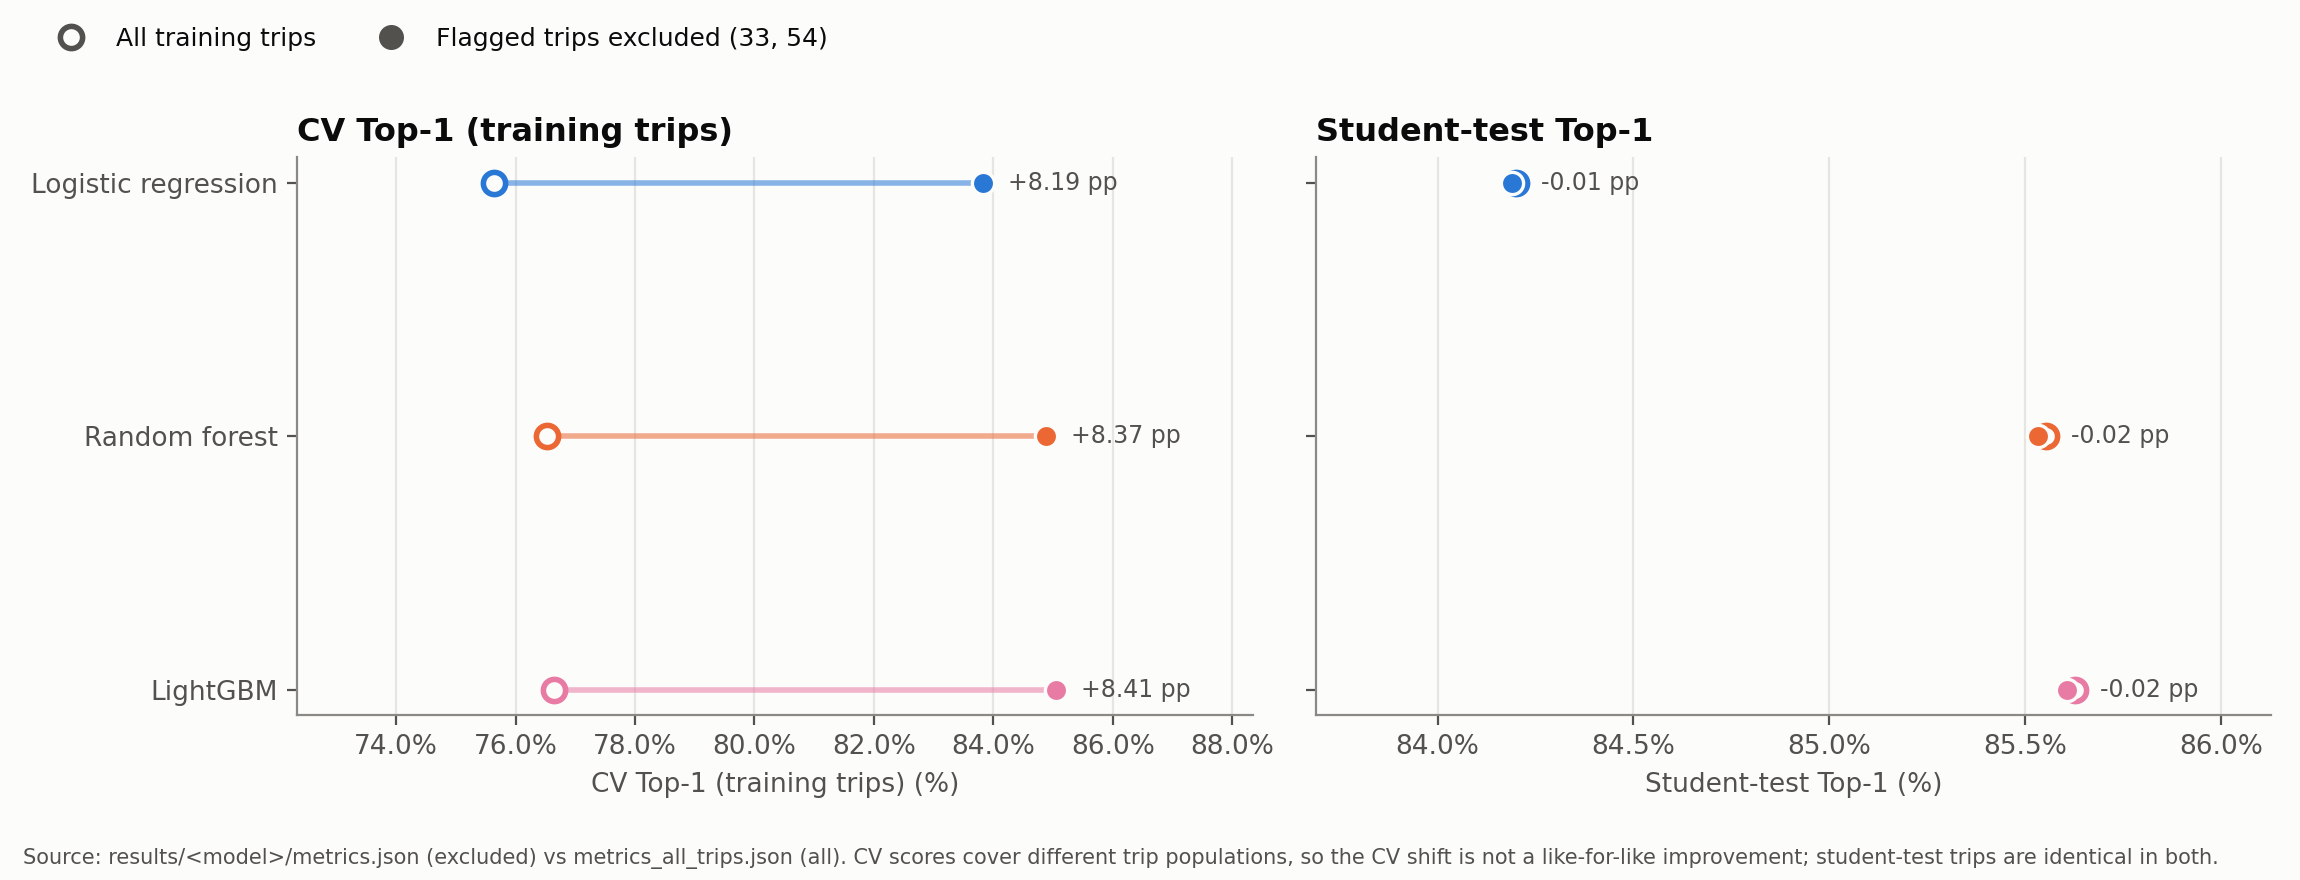 All training trips
Flagged trips excluded (33, 54)
CV Top-1 (training trips)
Student-test Top-1
Logistic regression
+8.19 pp
-0.01 pp
Random forest
+8.37 pp
-0.02 pp
LightGBM
+8.41 pp
-0.02 pp
74.0% 76.0% 78.0% 80.0% 82.0% 84.0% 86.0% 88.0%
84.0% 84.5% 85.0% 85.5% 86.0%
CV Top-1 (training trips) (%)
Student-test Top-1 (%)
Source: results/<model>/metrics.json (excluded) vs metrics_all_trips.json (all). CV scores cover different trip populations, so the CV shift is not a like-for-like improvement; student-test trips are identical in both.